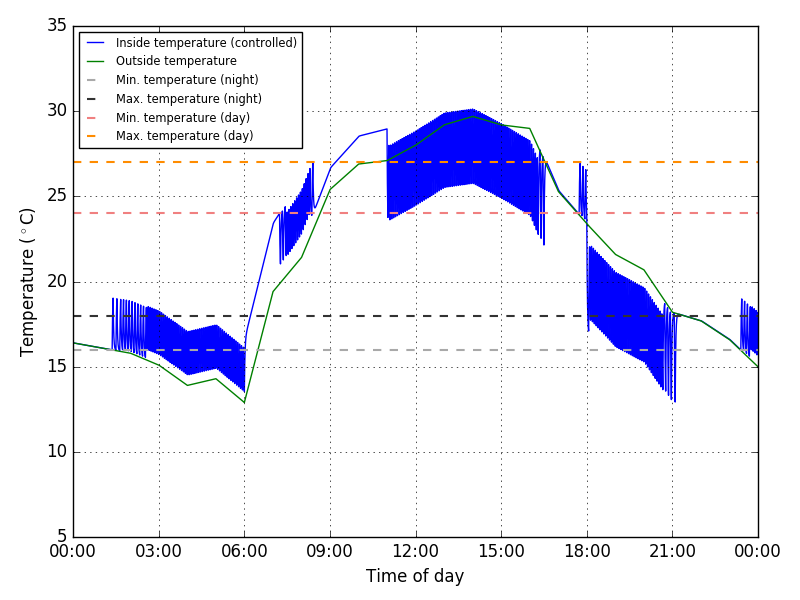 35
30
25
20
15
10
5
Temperature (°C)
Inside temperature (controlled)
Outside temperature
Min. temperature (night)
Max. temperature (night)
Min. temperature (day)
Max. temperature (day)
00:00 03:00 06:00 09:00 12:00 15:00 18:00 21:00 00:00
Time of day